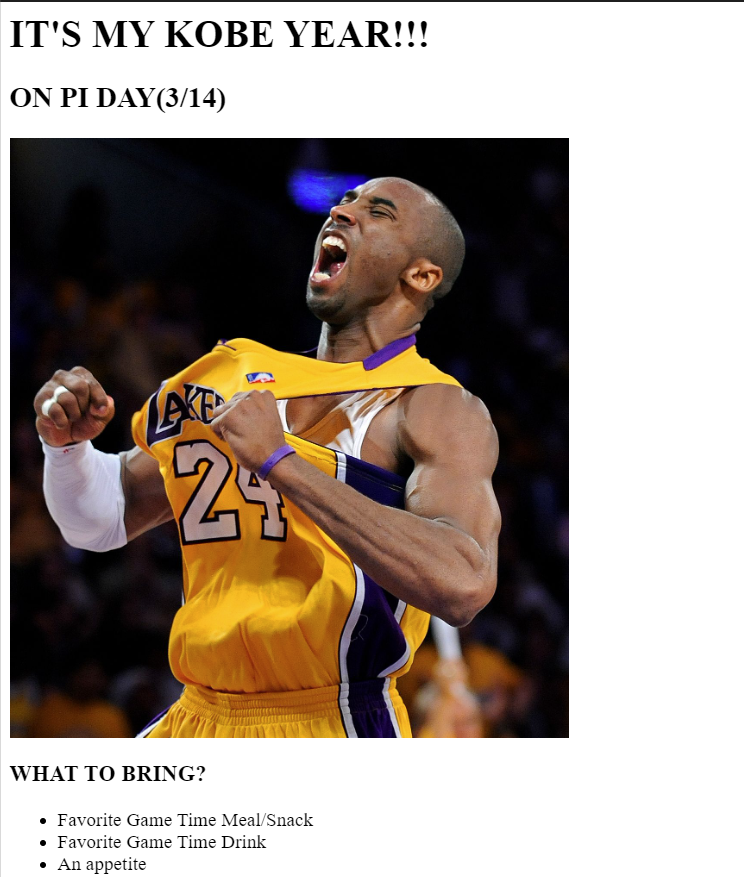 IT'S MY KOBE YEAR!!!
ON PI DAY(3/14)
LAKE
24
WHAT TO BRING?
Favorite Game Time Meal/Snack
Favorite Game Time Drink
An appetite